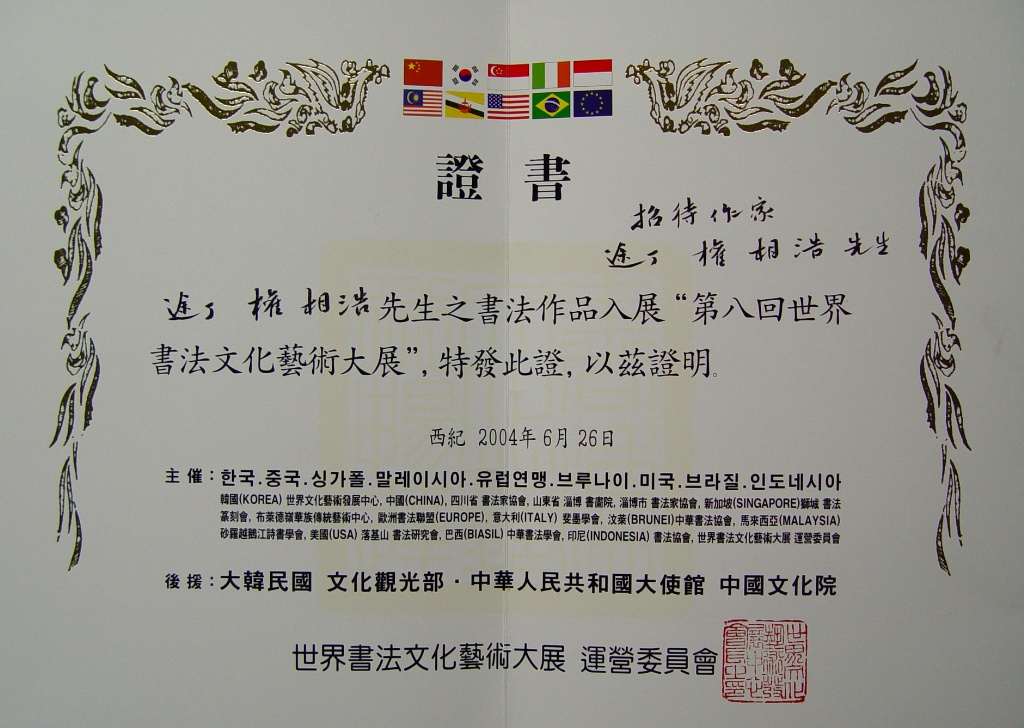 證書
招待作家
途丁 權相浩 先生
途丁 權相浩先生之書法作品入展“第八回世界
書法文化藝術大展”, 特發此證, 以茲證明。
西紀 2004年 6月 26日
主催 : 한국.중국.싱가폴.말레이시아.유럽연맹.브루나이.미국.브라질.인도네시아
韓國(KOREA) 世界文化藝術發展中心, 中國(CHINA), 四川省 書法家協會, 山東省 淄博 書畵院, 淄博市 書法家協會, 新加坡(SINGAPORE)獅城 書法
篆刻會, 布萊德嶺華族傳統藝術中心, 歐洲書法聯盟(EUROPE), 意大利(ITALY) 斐墨學會, 汶萊(BRUNEI)中華書法協會, 馬來西亞(MALAYSIA)
砂羅越鵝江詩書學會, 美國(USA) 落基山 書法研究會, 巴西(BIASIL) 中華書法學會, 印尼(INDONESIA) 書法協會, 世界書法文化藝術大展 運營委員會
後援 : 大韓民國 文化觀光部 · 中華人民共和國大使館 中國文化院
世界書法文化藝術大展 運營委員會